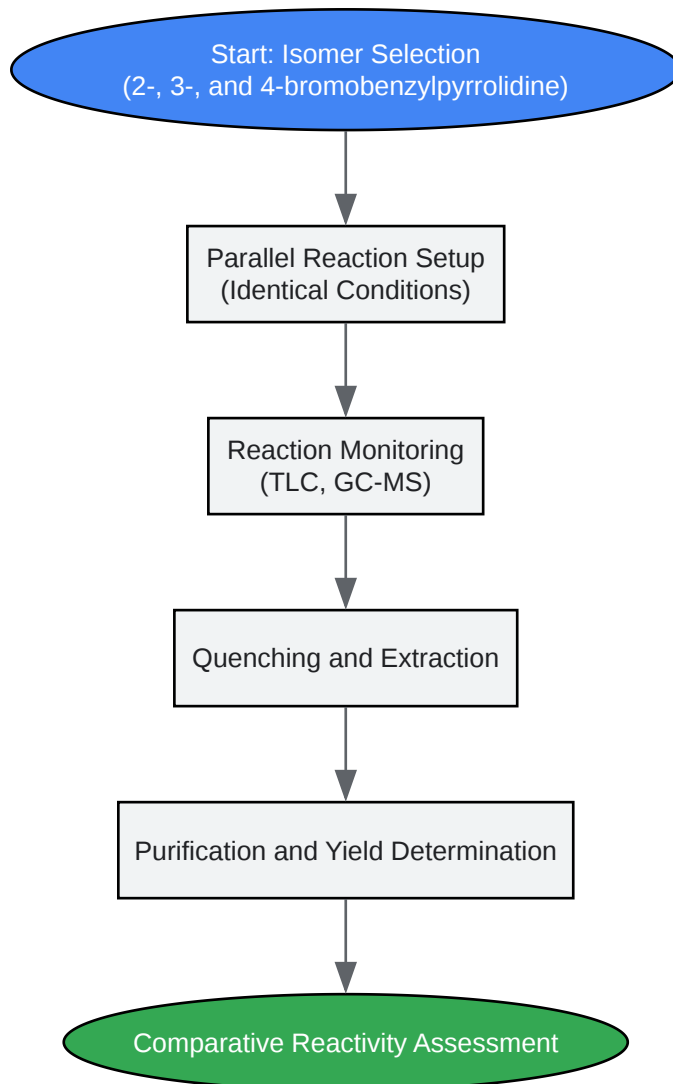 Start: Isomer Selection
(2-, 3-, and 4-bromobenzylpyrrolidine)
Parallel Reaction Setup
(Identical Conditions)
Reaction Monitoring
(TLC, GC-MS)
Quenching and Extraction
Purification and Yield Determination
Comparative Reactivity Assessment